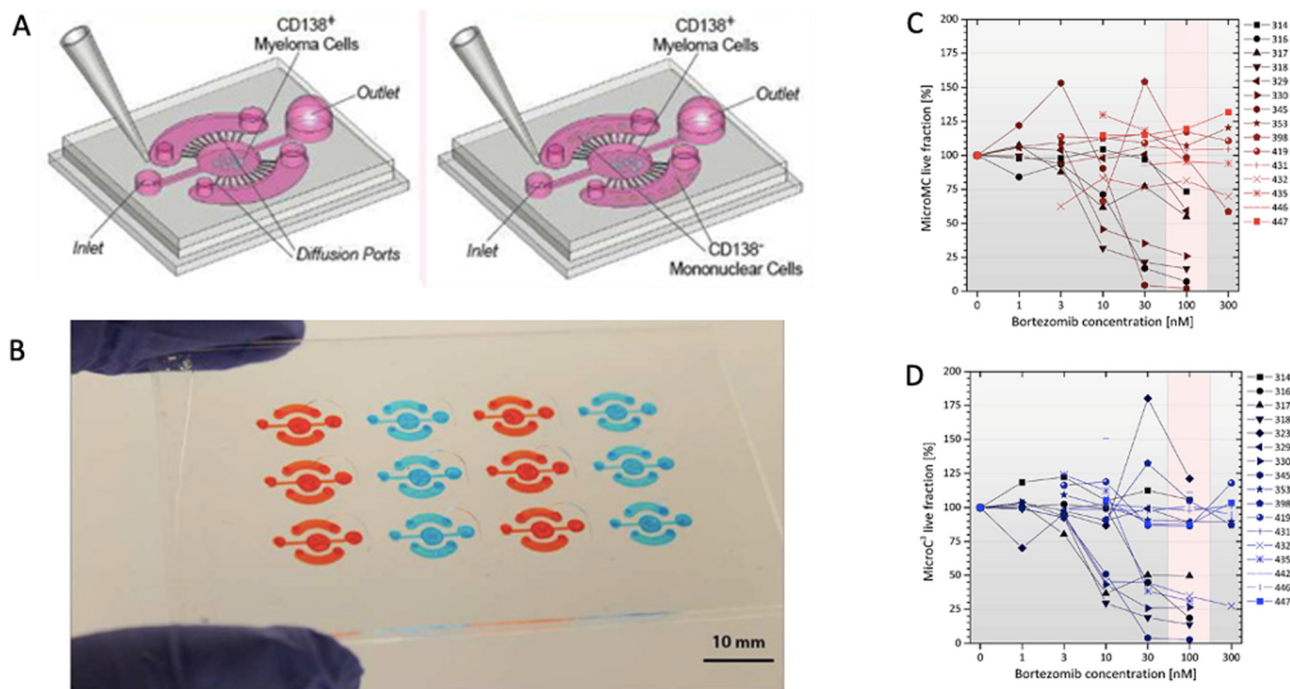 A
CD138+
Myeloma Cells
Outlet
Inlet
Diffusion Ports
CD138+
Myeloma Cells
Outlet
Inlet
CD138-
Mononuclear Cells
B
10 mm
C
MicroMC live fraction [%]
200
175
150
125
100
75
50
25
0
0 1 3 10 30 100 300
Bortezomib concentration [nM]
314
316
317
318
329
330
345
353
398
419
431
432
435
446
447
D
MicroC³ live fraction [%]
200
175
150
125
100
75
50
25
0
0 1 3 10 30 100 300
Bortezomib concentration [nM]
314
316
317
318
323
329
330
345
353
398
419
431
432
435
442
446
447